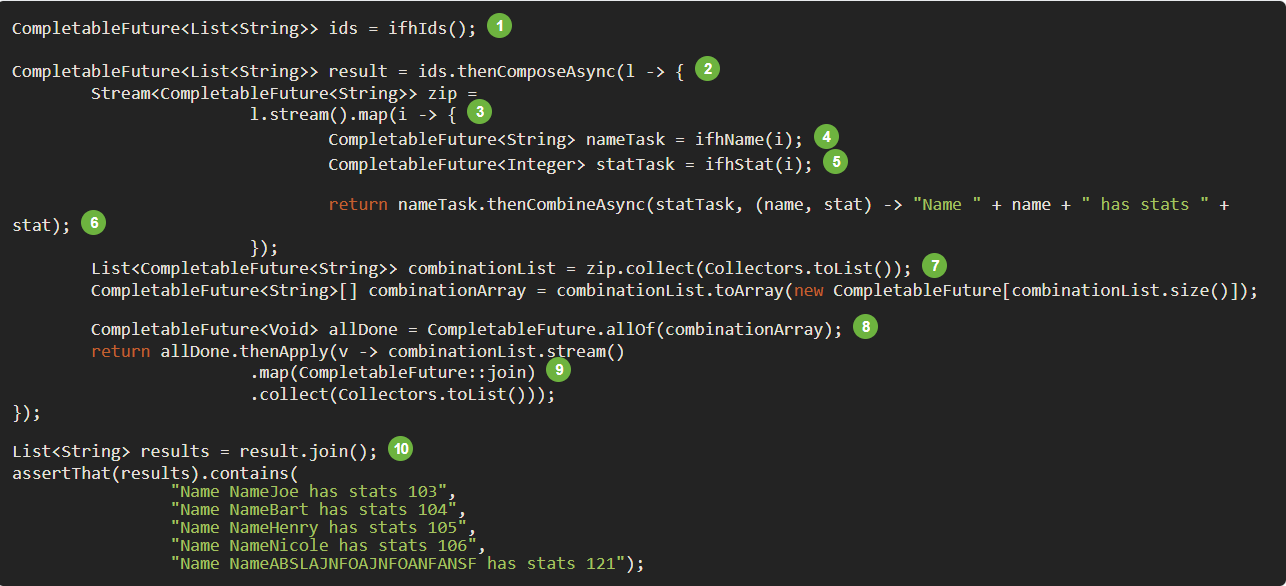 CompletableFuture<List<String>> ids = ifhIds(); 1
CompletableFuture<List<String>> result = ids.thenComposeAsync(l -> { 2
Stream<CompletableFuture<String>> zip =
l.stream().map(i -> { 3
CompletableFuture<String> nameTask = ifhName(i); 4
CompletableFuture<Integer> statTask = ifhStat(i); 5
return nameTask.thenCombineAsync(statTask, (name, stat) -> "Name " + name + " has stats " +
stat); 6
});
List<CompletableFuture<String>> combinationList = zip.collect(Collectors.toList()); 7
CompletableFuture<String>[] combinationArray = combinationList.toArray(new CompletableFuture[combinationList.size()]);
CompletableFuture<Void> allDone = CompletableFuture.allOf(combinationArray); 8
return allDone.thenApply(v -> combinationList.stream()
.map(CompletableFuture::join) 9
.collect(Collectors.toList()));
});
List<String> results = result.join(); 10
assertThat(results).contains(
"Name NameJoe has stats 103",
"Name NameBart has stats 104",
"Name NameHenry has stats 105",
"Name NameNicole has stats 106",
"Name NameABSLAJNFOAJNFOANFANSF has stats 121");